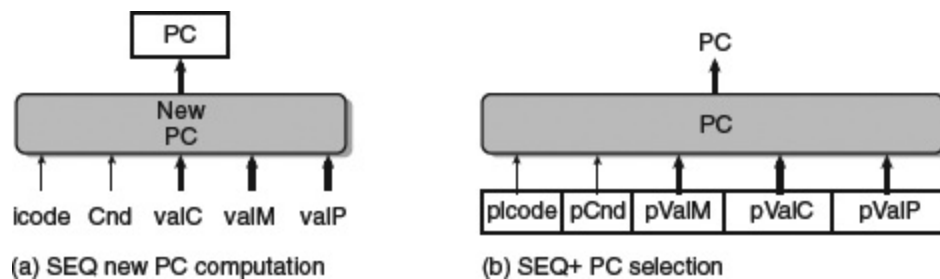 PC
PC
New
PC
PC
icode Cnd valC valM valP
pIcode pCnd pValM pValC pValP
(a) SEQ new PC computation
(b) SEQ+ PC selection